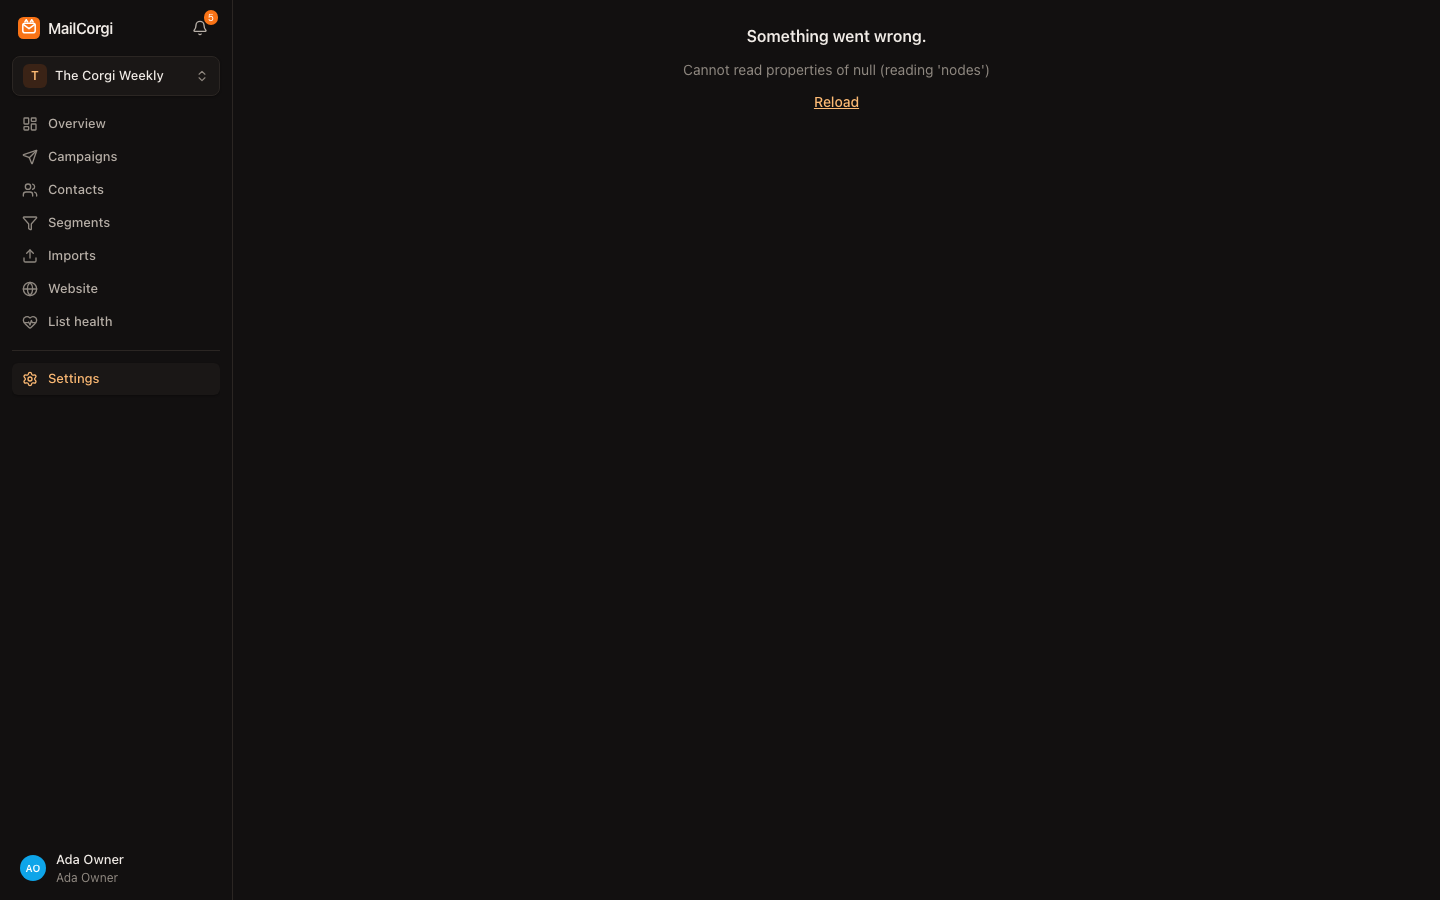 MailCorgi
5
T
The Corgi Weekly
Overview
Campaigns
Contacts
Segments
Imports
Website
List health
Settings
AO
Ada Owner
Ada Owner
Something went wrong.
Cannot read properties of null (reading 'nodes')
Reload